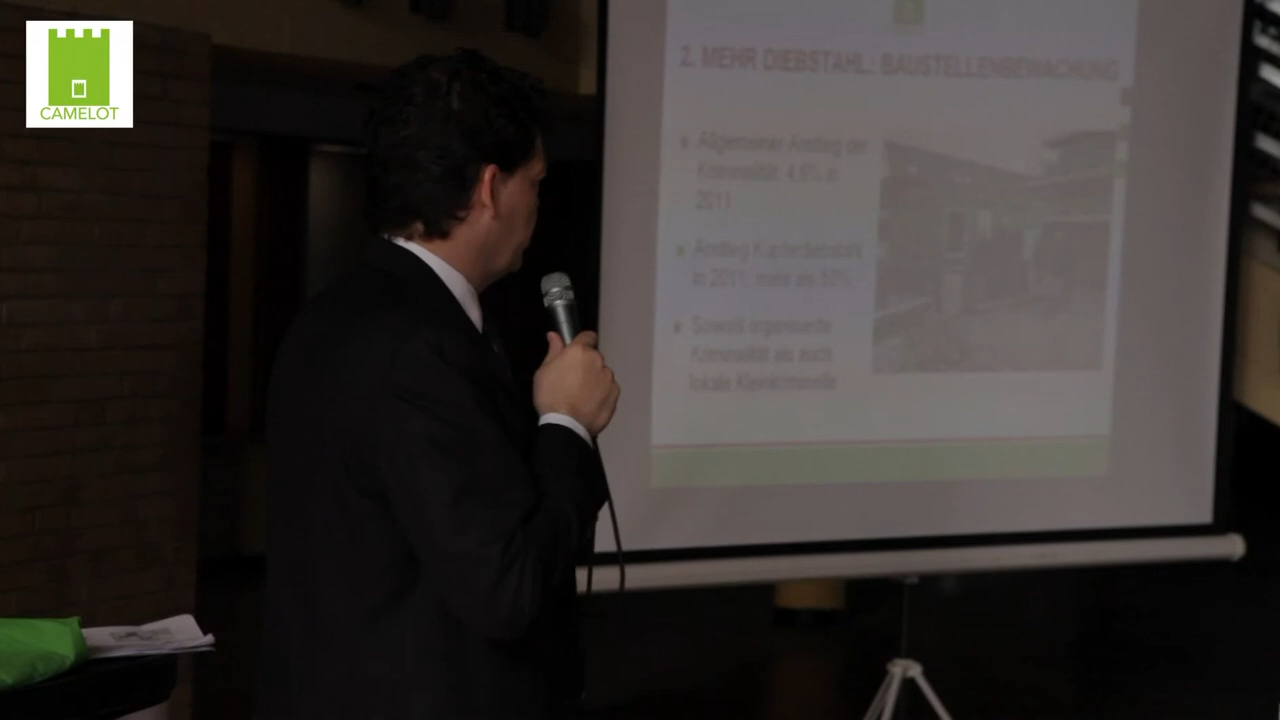 CAMELOT
2. MEHR DIEBSTAHL: BAUSTELLENBEWACHUNG
Allgemeiner Anstieg der
Kriminalität: 4,6% in
2011
Anstieg Kupferdiebstahl
in 2011: mehr als 50%
Sowohl organisierte
Kriminalität als auch
lokale Kleinkriminelle